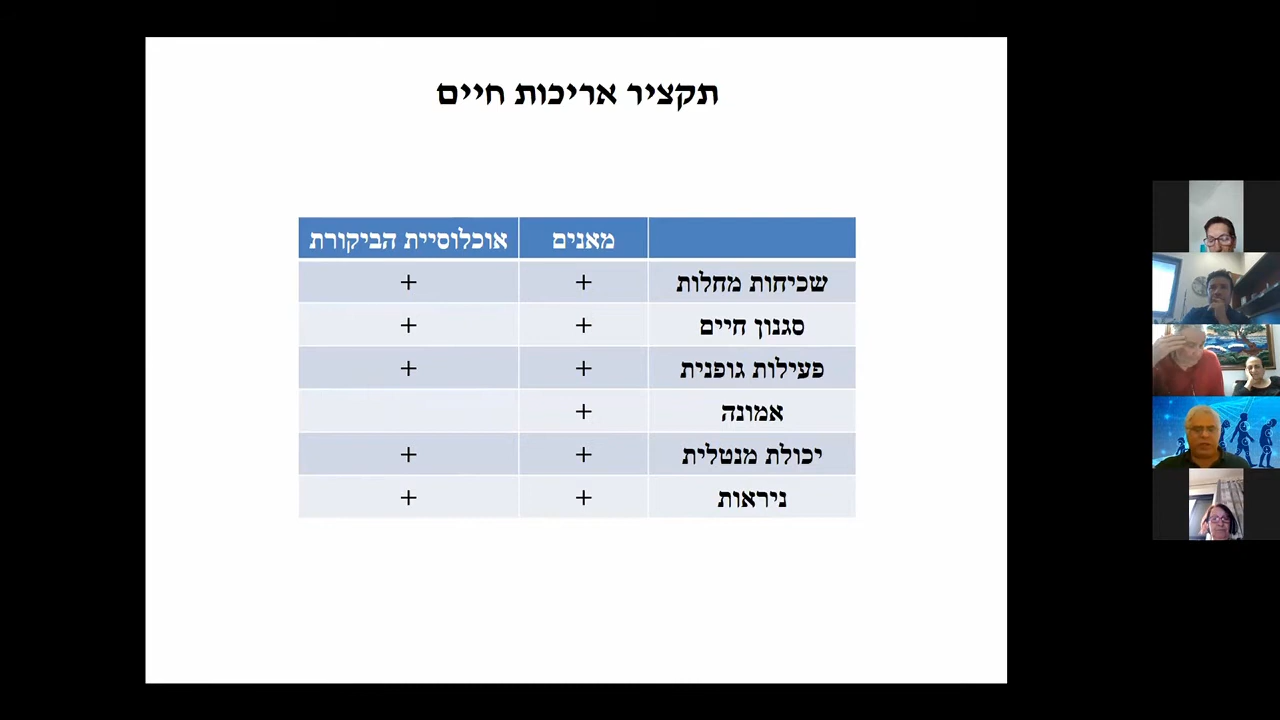 תקציר אריכות חיים
מאנים אוכלוסיית הביקורת
שכיחות מחלות + +
סגנון חיים + +
פעילות גופנית + +
אמונה +
יכולת מנטלית + +
ניראות + +